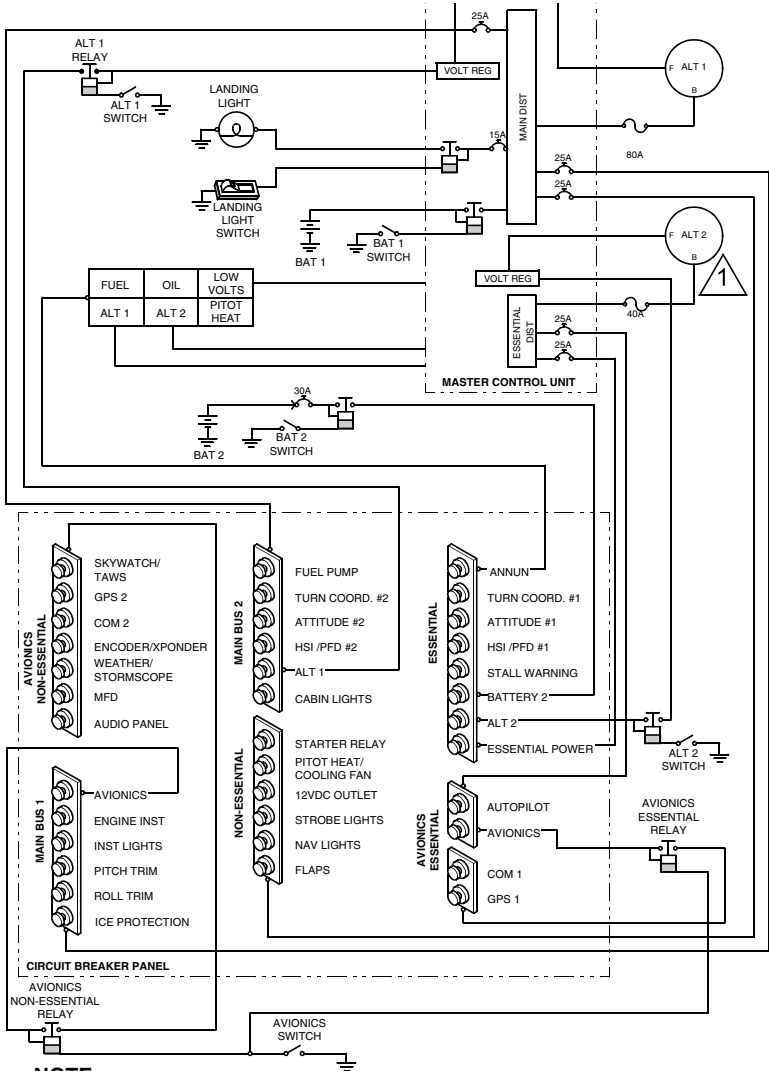 25A
ALT 1
RELAY
VOLT REG
F
ALT 1
B
ALT 1
SWITCH
LANDING
LIGHT
MAIN DIST
15A
80A
25A
25A
LANDING
LIGHT
SWITCH
BAT 1
BAT 1
SWITCH
F
ALT 2
B
1
VOLT REG
FUEL
OIL
LOW
VOLTS
ALT 1
ALT 2
PITOT
HEAT
ESSENTIAL
DIST
40A
25A
25A
MASTER CONTROL UNIT
30A
BAT 2
BAT 2
SWITCH
AVIONICS
NON-ESSENTIAL
SKYWATCH/
TAWS
GPS 2
COM 2
ENCODER/XPONDER
WEATHER/
STORMSCOPE
MFD
AUDIO PANEL
MAIN BUS 2
FUEL PUMP
TURN COORD. #2
ATTITUDE #2
HSI /PFD #2
ALT 1
CABIN LIGHTS
ESSENTIAL
ANNUN
TURN COORD. #1
ATTITUDE #1
HSI /PFD #1
STALL WARNING
BATTERY 2
ALT 2
ESSENTIAL POWER
ALT 2
SWITCH
MAIN BUS 1
AVIONICS
ENGINE INST
INST LIGHTS
PITCH TRIM
ROLL TRIM
ICE PROTECTION
NON-ESSENTIAL
STARTER RELAY
PITOT HEAT/
COOLING FAN
12VDC OUTLET
STROBE LIGHTS
NAV LIGHTS
FLAPS
AVIONICS
ESSENTIAL
AUTOPILOT
AVIONICS
COM 1
GPS 1
AVIONICS
ESSENTIAL
RELAY
CIRCUIT BREAKER PANEL
AVIONICS
NON-ESSENTIAL
RELAY
AVIONICS
SWITCH
NOTE